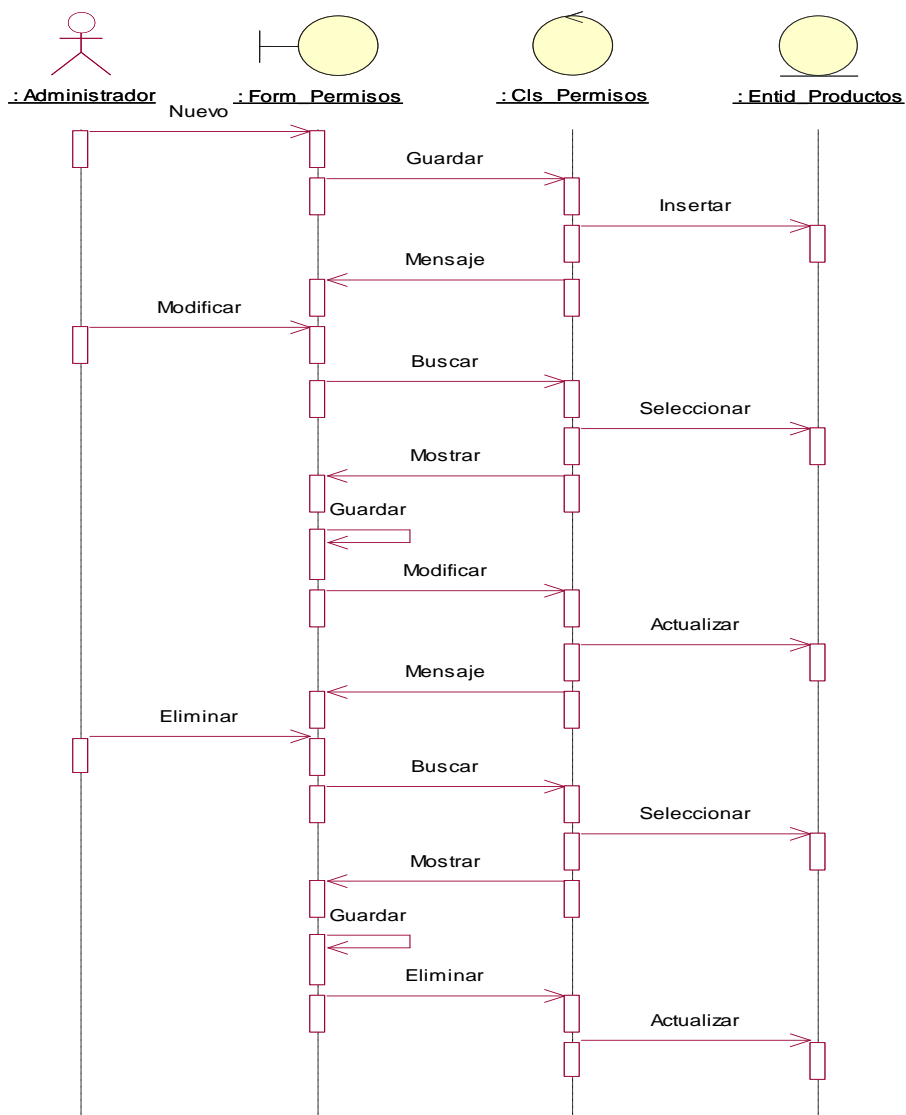 : Administrador
: Form_Permisos
: Cls_Permisos
: Entid_Productos
Nuevo
Guardar
Insertar
Mensaje
Modificar
Buscar
Seleccionar
Mostrar
Guardar
Modificar
Actualizar
Mensaje
Eliminar
Buscar
Seleccionar
Mostrar
Guardar
Eliminar
Actualizar